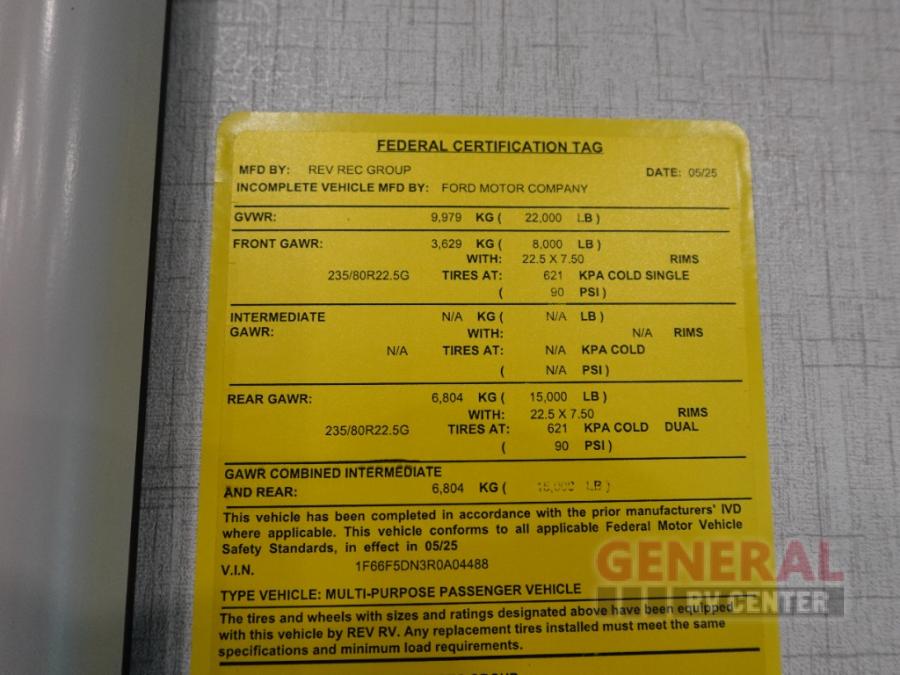 FEDERAL CERTIFICATION TAG
MFD BY: REV REC GROUP DATE: 05/25
INCOMPLETE VEHICLE MFD BY: FORD MOTOR COMPANY
GVWR: 9,979 KG ( 22,000 LB )
FRONT GAWR: 3,629 KG ( 8,000 LB )
WITH: 22.5 X 7.50 RIMS
235/80R22.5G TIRES AT: 621 KPA COLD SINGLE
( 90 PSI )
INTERMEDIATE N/A KG ( N/A LB )
GAWR: WITH: N/A RIMS
N/A TIRES AT: N/A KPA COLD
( N/A PSI )
REAR GAWR: 6,804 KG ( 15,000 LB )
WITH: 22.5 X 7.50 RIMS
235/80R22.5G TIRES AT: 621 KPA COLD DUAL
( 90 PSI )
GAWR COMBINED INTERMEDIATE
AND REAR: 6,804 KG ( 15,000 LB )
This vehicle has been completed in accordance with the prior manufacturers' IVD
where applicable. This vehicle conforms to all applicable Federal Motor Vehicle
Safety Standards, in effect in 05/25
V.I.N. 1F66F5DN3R0A04488
TYPE VEHICLE: MULTI-PURPOSE PASSENGER VEHICLE
The tires and wheels with sizes and ratings designated above have been equipped
with this vehicle by REV RV. Any replacement tires installed must meet the same
specifications and minimum load requirements.
GENERAL
RV CENTER